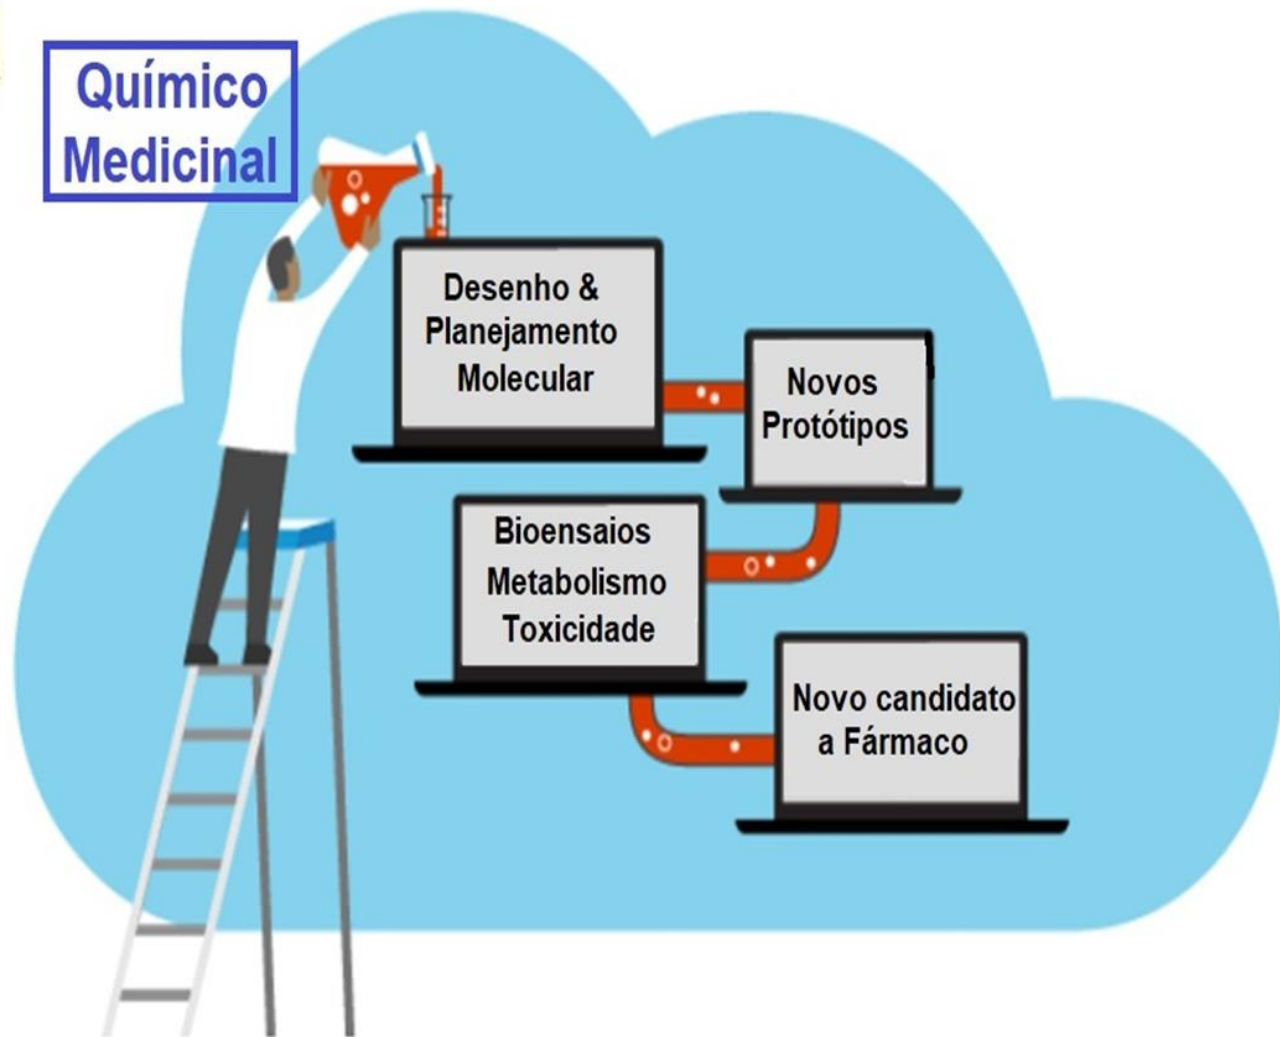 Químico
Medicinal
Desenho &
Planejamento
Molecular
Novos
Protótipos
Bioensaios
Metabolismo
Toxicidade
Novo candidato
a Fármaco